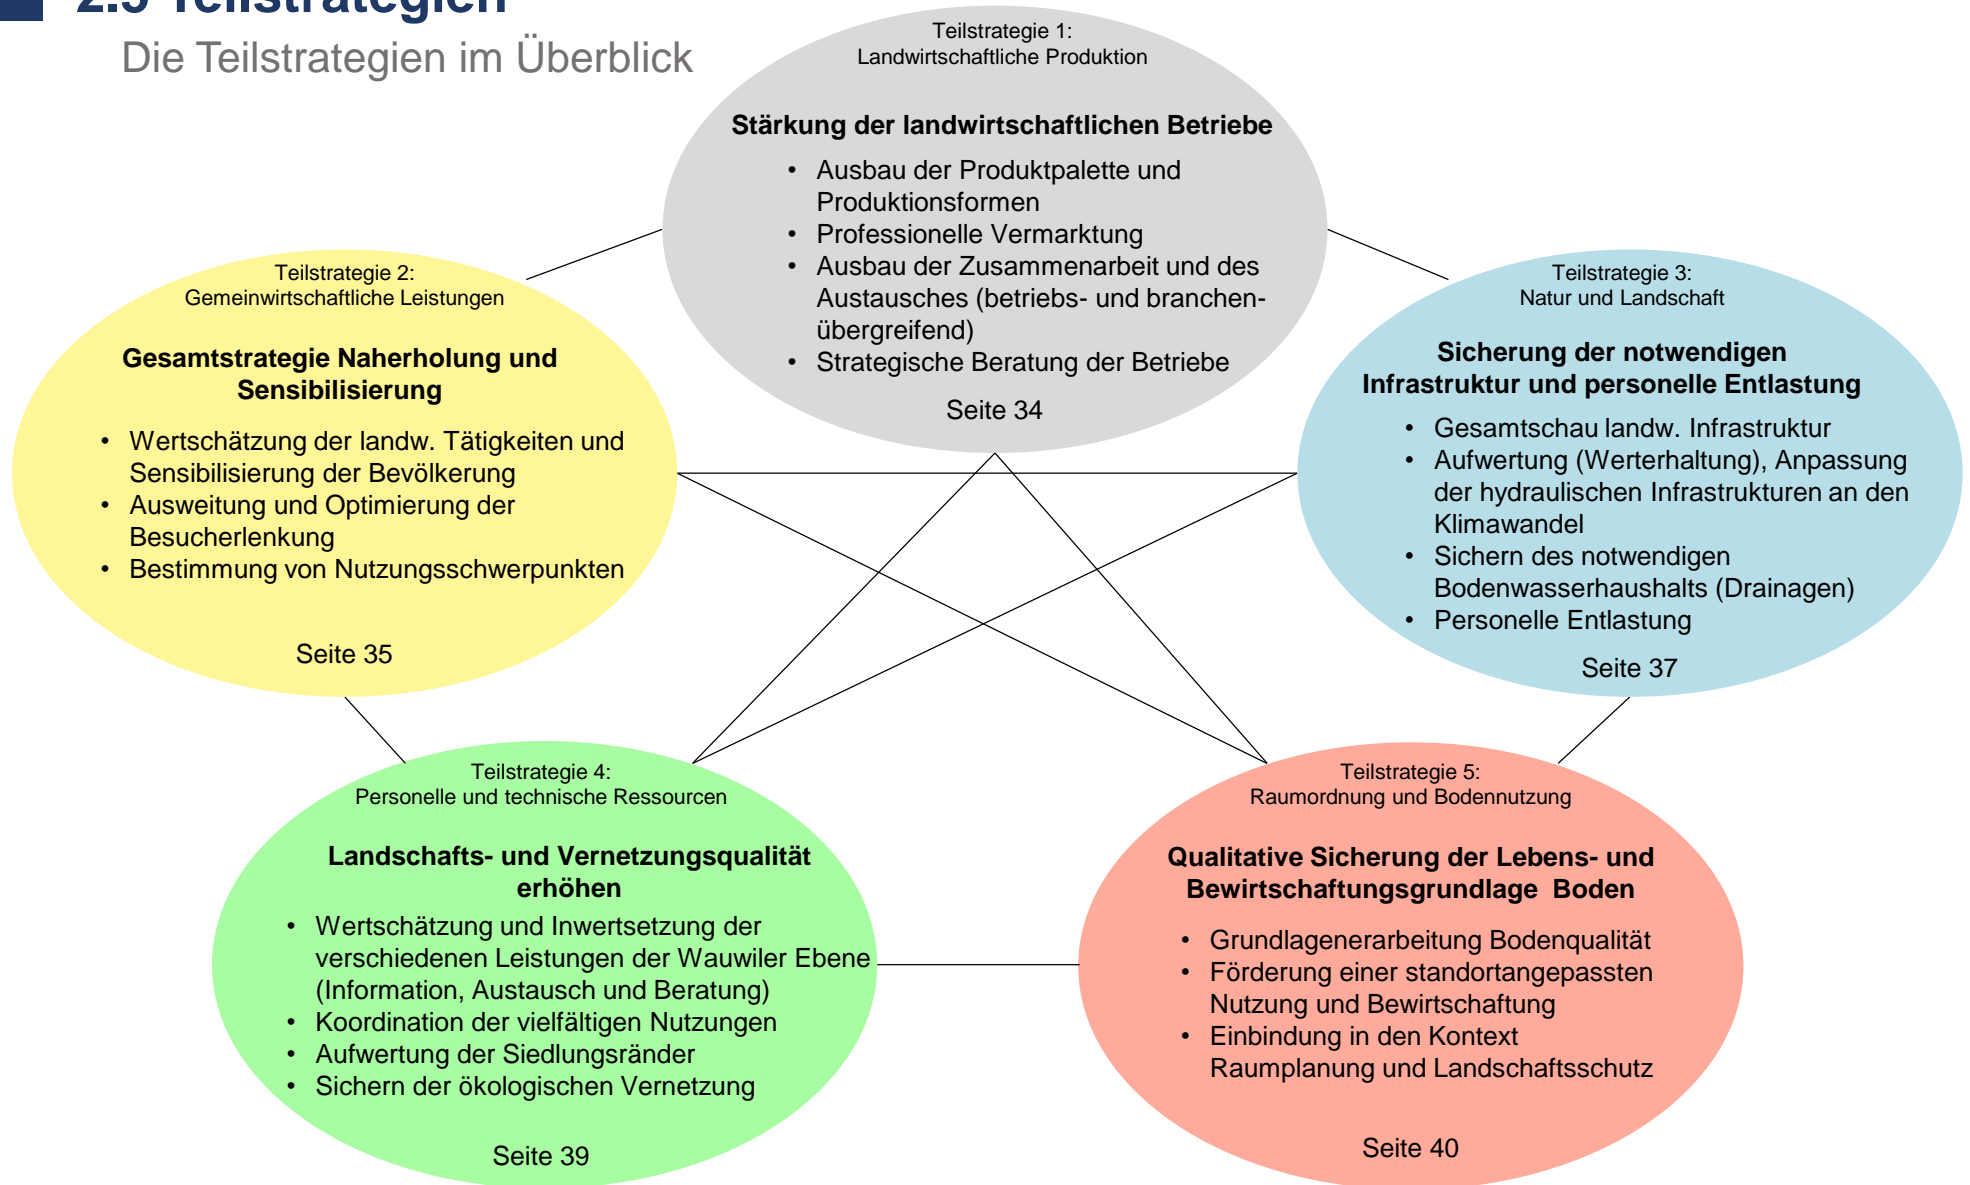 2.5 Teilstrategien
Die Teilstrategien im Überblick
Teilstrategie 1:
Landwirtschaftliche Produktion
Stärkung der landwirtschaftlichen Betriebe
• Ausbau der Produktpalette und
Produktionsformen
• Professionelle Vermarktung
• Ausbau der Zusammenarbeit und des
Austausches (betriebs- und branchen-
übergreifend)
• Strategische Beratung der Betriebe
Seite 34
Teilstrategie 2:
Gemeinwirtschaftliche Leistungen
Gesamtstrategie Naherholung und
Sensibilisierung
• Wertschätzung der landw. Tätigkeiten und
Sensibilisierung der Bevölkerung
• Ausweitung und Optimierung der
Besucherlenkung
• Bestimmung von Nutzungsschwerpunkten
Seite 35
Teilstrategie 3:
Natur und Landschaft
Sicherung der notwendigen
Infrastruktur und personelle Entlastung
• Gesamtschau landw. Infrastruktur
• Aufwertung (Werterhaltung), Anpassung
der hydraulischen Infrastrukturen an den
Klimawandel
• Sichern des notwendigen
Bodenwasserhaushalts (Drainagen)
• Personelle Entlastung
Seite 37
Teilstrategie 4:
Personelle und technische Ressourcen
Landschafts- und Vernetzungsqualität
erhöhen
• Wertschätzung und Inwertsetzung der
verschiedenen Leistungen der Wauwiler Ebene
(Information, Austausch und Beratung)
• Koordination der vielfältigen Nutzungen
• Aufwertung der Siedlungsränder
• Sichern der ökologischen Vernetzung
Seite 39
Teilstrategie 5:
Raumordnung und Bodennutzung
Qualitative Sicherung der Lebens- und
Bewirtschaftungsgrundlage Boden
• Grundlagenerarbeitung Bodenqualität
• Förderung einer standortangepassten
Nutzung und Bewirtschaftung
• Einbindung in den Kontext
Raumplanung und Landschaftsschutz
Seite 40